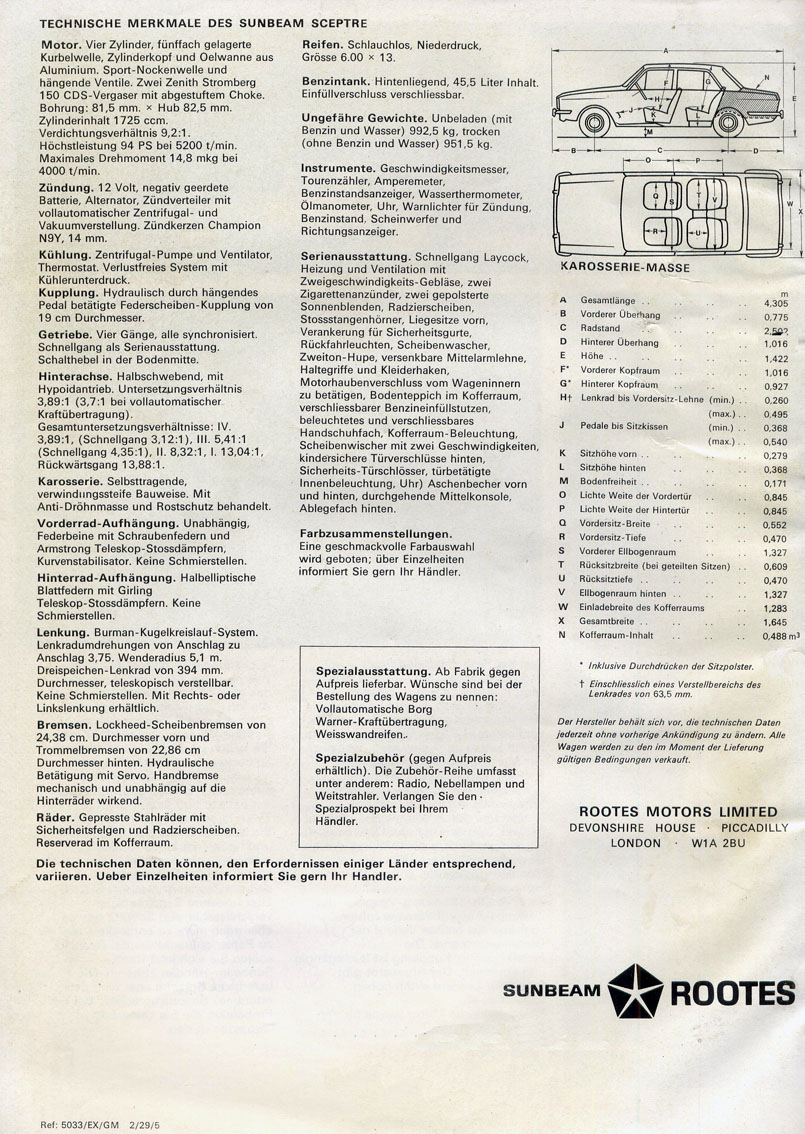 TECHNISCHE MERKMALE DES SUNBEAM SCEPTRE
Motor. Vier Zylinder, fünffach gelagerte
Kurbelwelle, Zylinderkopf und Oelwanne aus
Aluminium. Sport-Nockenwelle und
hängende Ventile. Zwei Zenith Stromberg
150 CDS-Vergaser mit abgestuftem Choke.
Bohrung: 81,5 mm. × Hub 82,5 mm.
Zylinderinhalt 1725 ccm.
Verdichtungsverhältnis 9,2:1.
Höchstleistung 94 PS bei 5200 t/min.
Maximales Drehmoment 14,8 mkg bei
4000 t/min.
Zündung. 12 Volt, negativ geerdete
Batterie, Alternator, Zündverteiler mit
vollautomatischer Zentrifugal- und
Vakuumverstellung. Zündkerzen Champion
N9Y, 14 mm.
Kühlung. Zentrifugal-Pumpe und Ventilator,
Thermostat. Verlustfreies System mit
Kühlerunterdruck.
Kupplung. Hydraulisch durch hängendes
Pedal betätigte Federscheiben-Kupplung von
19 cm Durchmesser.
Getriebe. Vier Gänge, alle synchronisiert.
Schnellgang als Serienausstattung.
Schalthebel in der Bodenmitte.
Hinterachse. Halbschwebend, mit
Hypoidantrieb. Untersetzungsverhältnis
3,89:1 (3,7:1 bei vollautomatischer
Kraftübertragung).
Gesamtuntersetzungsverhältnisse: IV.
3,89:1, (Schnellgang 3,12:1), III. 5,41:1
(Schnellgang 4,35:1), II. 8,32:1, I. 13,04:1,
Rückwärtsgang 13,88:1.
Karosserie. Selbsttragende,
verwindungssteife Bauweise. Mit
Anti-Dröhnmasse und Rostschutz behandelt.
Vorderrad-Aufhängung. Unabhängig,
Federbeine mit Schraubenfedern und
Armstrong Teleskop-Stossdämpfern,
Kurvenstabilisator. Keine Schmierstellen.
Hinterrad-Aufhängung. Halbelliptische
Blattfedern mit Girling
Teleskop-Stossdämpfern. Keine
Schmierstellen.
Lenkung. Burman-Kugelkreislauf-System.
Lenkradumdrehungen von Anschlag zu
Anschlag 3,75. Wenderadius 5,1 m.
Dreispeichen-Lenkrad von 394 mm.
Durchmesser, teleskopisch verstellbar.
Keine Schmierstellen. Mit Rechts- oder
Linkslenkung erhältlich.
Bremsen. Lockheed-Scheibenbremsen von
24,38 cm. Durchmesser vorn und
Trommelbremsen von 22,86 cm
Durchmesser hinten. Hydraulische
Betätigung mit Servo. Handbremse
mechanisch und unabhängig auf die
Hinterräder wirkend.
Räder. Gepresste Stahlräder mit
Sicherheitsfelgen und Radzierscheiben.
Reserverad im Kofferraum.
Reifen. Schlauchlos, Niederdruck,
Grösse 6.00 × 13.
Benzintank. Hintenliegend, 45,5 Liter Inhalt.
Einfüllverschluss verschliessbar.
Ungefähre Gewichte. Unbeladen (mit
Benzin und Wasser) 992,5 kg, trocken
(ohne Benzin und Wasser) 951,5 kg.
Instrumente. Geschwindigkeitsmesser,
Tourenzähler, Amperemeter,
Benzinstandsanzeiger, Wasserthermometer,
Ölmanometer, Uhr, Warnlichter für Zündung,
Benzinstand, Scheinwerfer und
Richtungsanzeiger.
Serienausstattung. Schnellgang Laycock,
Heizung und Ventilation mit
Zweigeschwindigkeits-Gebläse, zwei
Zigarettenanzünder, zwei gepolsterte
Sonnenblenden, Radzierscheiben,
Stossstangenhörner, Liegesitze vorn,
Verankerung für Sicherheitsgurte,
Rückfahrleuchten, Scheibenwascher,
Zweiton-Hupe, versenkbare Mittelarmlehne,
Haltegriffe und Kleiderhaken,
Motorhaubenverschluss vom Wageninnern
zu betätigen, Bodenteppich im Kofferraum,
verschliessbarer Benzineinfüllstutzen,
beleuchtetes und verschliessbares
Handschuhfach, Kofferraum-Beleuchtung,
Scheibenwischer mit zwei Geschwindigkeiten,
kindersichere Türverschlüsse hinten,
Sicherheits-Türschlösser, türbetätigte
Innenbeleuchtung, Uhr) Aschenbecher vorn
und hinten, durchgehende Mittelkonsole,
Ablegefach hinten.
Farbzusammenstellungen.
Eine geschmackvolle Farbauswahl
wird geboten; über Einzelheiten
informiert Sie gern Ihr Händler.
Spezialausstattung. Ab Fabrik gegen
Aufpreis lieferbar. Wünsche sind bei der
Bestellung des Wagens zu nennen:
Vollautomatische Borg
Warner-Kraftübertragung,
Weisswandreifen.
Spezialzubehör (gegen Aufpreis
erhältlich). Die Zubehör-Reihe umfasst
unter anderem: Radio, Nebellampen und
Weitstrahler. Verlangen Sie den
Spezialprospekt bei Ihrem
Händler.
A
F G N
H
J K L
M
E
B C D
O P
Q S T V
R U
W X
KAROSSERIE-MASSE
m
A Gesamtlänge .. .. .. .. 4,305
B Vorderer Überhang .. .. .. 0,775
C Radstand .. .. ..
D Hinterer Überhang .. .. .. 1,016
E Höhe .. .. .. .. .. 1,422
F* Vorderer Kopfraum .. .. .. 1,016
G* Hinterer Kopfraum .. .. .. 0,927
H† Lenkrad bis Vordersitz-Lehne (min.) .. 0,260
(max.) .. 0.495
J Pedale bis Sitzkissen (min.) .. 0.368
(max.) .. 0,540
K Sitzhöhe vorn .. .. .. .. 0,279
L Sitzhöhe hinten .. .. .. 0,368
M Bodenfreiheit .. .. .. .. 0,171
O Lichte Weite der Vordertür .. .. 0,845
P Lichte Weite der Hintertür .. .. 0,845
Q Vordersitz-Breite .. .. .. 0,552
R Vordersitz-Tiefe .. .. .. 0,470
S Vorderer Ellbogenraum .. .. 1.327
T Rücksitzbreite (bei geteilten Sitzen) .. 0,609
U Rücksitztiefe .. .. .. .. 0,470
V Ellbogenraum hinten .. .. .. 1,327
W Einladebreite des Kofferraums .. 1,283
X Gesamtbreite .. .. .. .. 1,645
N Kofferraum-Inhalt .. .. .. 0,488 m³
* Inklusive Durchdrücken der Sitzpolster.
† Einschliesslich eines Verstellbereichs des
Lenkrades von 63,5 mm.
Der Hersteller behält sich vor, die technischen Daten
jederzeit ohne vorherige Ankündigung zu ändern. Alle
Wagen werden zu den im Moment der Lieferung
gültigen Bedingungen verkauft.
ROOTES MOTORS LIMITED
DEVONSHIRE HOUSE · PICCADILLY
LONDON · W1A 2BU
Die technischen Daten können, den Erfordernissen einiger Länder entsprechend,
variieren. Ueber Einzelheiten informiert Sie gern Ihr Handler.
SUNBEAM ROOTES
Ref: 5033/EX/GM 2/29/5